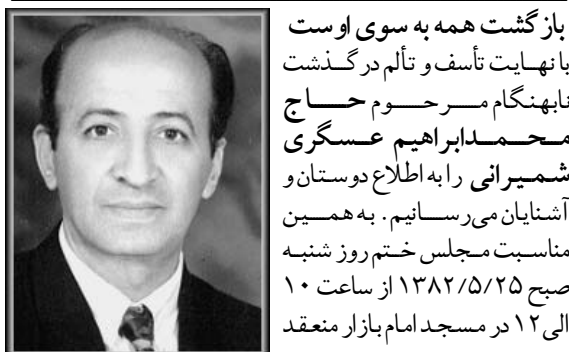 بازگشت همه به سوی اوست
با نهایت تأسف و تألم درگذشت
نابهنگام مرحوم حاج
محمدابراهیم عسگری
شمیرانی را به اطلاع دوستان و
آشنایان می‌رسانیم. به همین
مناسبت مجلس ختم روز شنبه
صبح ۱۳۸۲/۵/۲۵ از ساعت ۱۰
الی ۱۲ در مسجد امام بازار منعقد